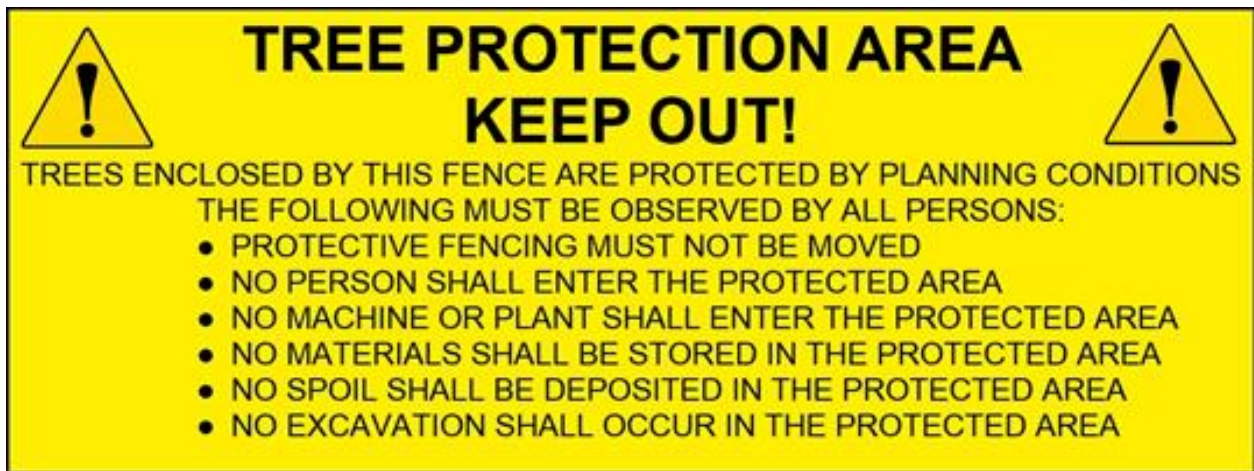 TREE PROTECTION AREA
KEEP OUT!
TREES ENCLOSED BY THIS FENCE ARE PROTECTED BY PLANNING CONDITIONS
THE FOLLOWING MUST BE OBSERVED BY ALL PERSONS:
● PROTECTIVE FENCING MUST NOT BE MOVED
● NO PERSON SHALL ENTER THE PROTECTED AREA
● NO MACHINE OR PLANT SHALL ENTER THE PROTECTED AREA
● NO MATERIALS SHALL BE STORED IN THE PROTECTED AREA
● NO SPOIL SHALL BE DEPOSITED IN THE PROTECTED AREA
● NO EXCAVATION SHALL OCCUR IN THE PROTECTED AREA